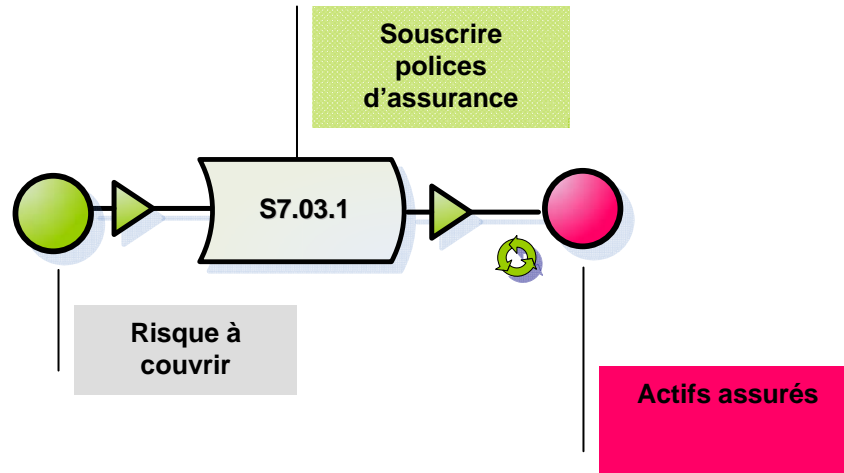 Souscrire
polices
d’assurance
S7.03.1
Risque à
couvrir
Actifs assurés